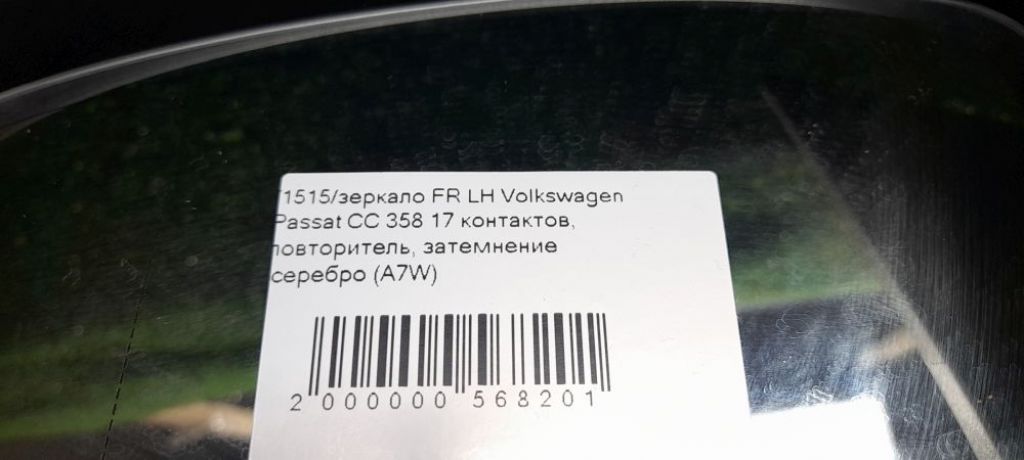 1515/зеркало FR LH Volkswagen
Passat CC 358 17 контактов,
повторитель, затемнение
серебро (A7W)
2 000000 568201